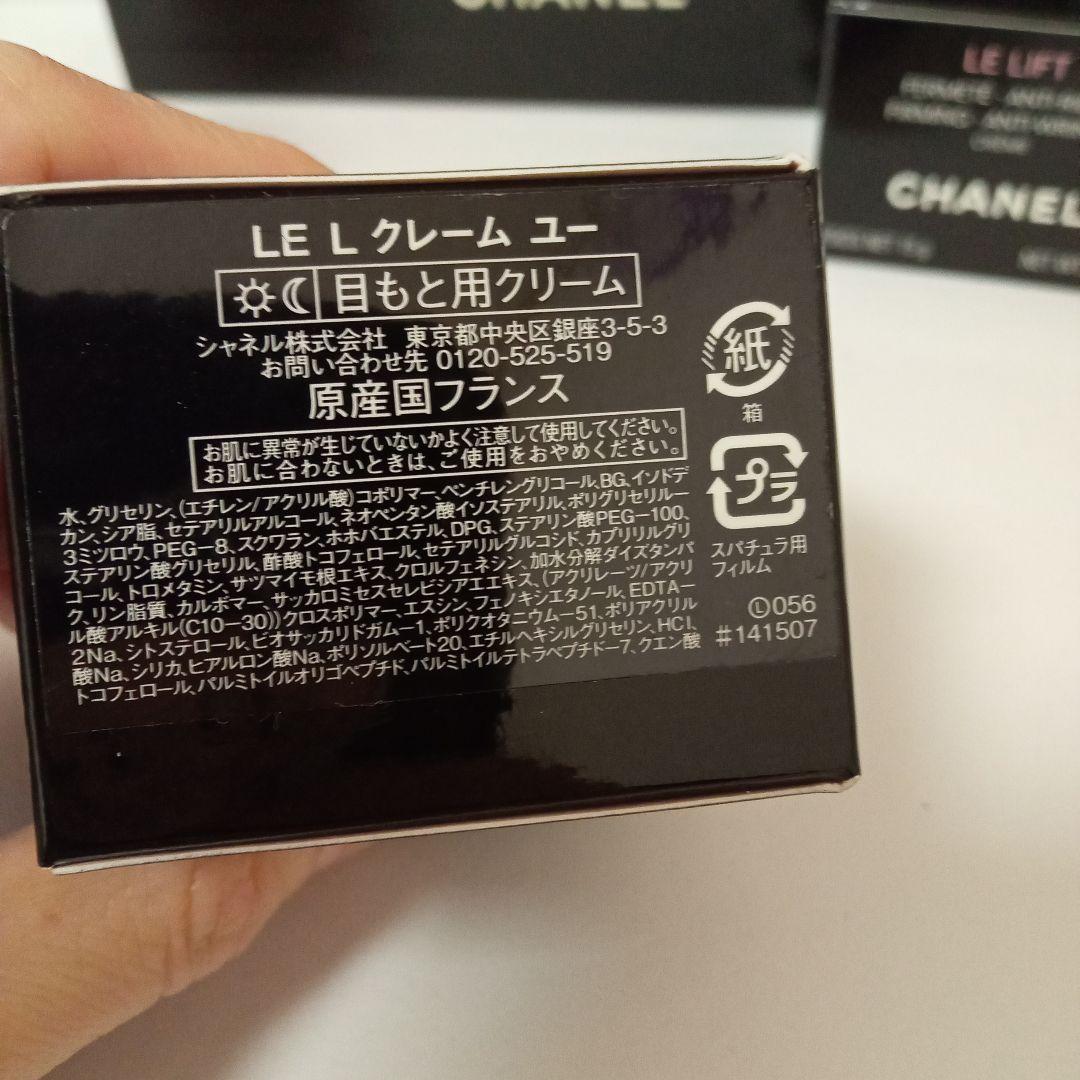 CHANEL
LE LIFT
CHANEL
LE L クレーム ユー
目もと用クリーム
シャネル株式会社 東京都中央区銀座3-5-3
お問い合わせ先 0120-525-519
原産国フランス
お肌に異常が生じていないかよく注意して使用してください。
お肌に合わないときは、ご使用をおやめください。
水、グリセリン、(エチレン/アクリル酸)コポリマー、ペンチレングリコール、BG、イソドデ
カン、シア脂、セテアリルアルコール、ネオペンタン酸イソステアリル、ポリグリセリルー
3ミツロウ、PEG-8、スクワラン、ホホバエステル、DPG、ステアリン酸PEG-100、
ステアリン酸グリセリル、酢酸トコフェロール、セテアリルグルコシド、カプリリルグリ
コール、トロメタミン、サツマイモ根エキス、クロルフェネシン、加水分解ダイズタンパ
ク、リン脂質、カルボマー、サッカロミセスセレビシアエエキス、(アクリレーツ/アクリ
ル酸アルキル(C10-30))クロスポリマー、エスシン、フェノキシエタノール、EDTAー
2Na、シトステロール、ビオサッカリドガム-1、ポリクオタニウム-51、ポリアクリル
酸Na、シリカ、ヒアルロン酸Na、ポリソルベート20、エチルヘキシルグリセリン、HCl、
トコフェロール、パルミトイルオリゴペプチド、パルミトイルテトラペプチド-7、クエン酸
紙
箱
プラ
スパチュラ用
フィルム
Ⓛ056
#141507